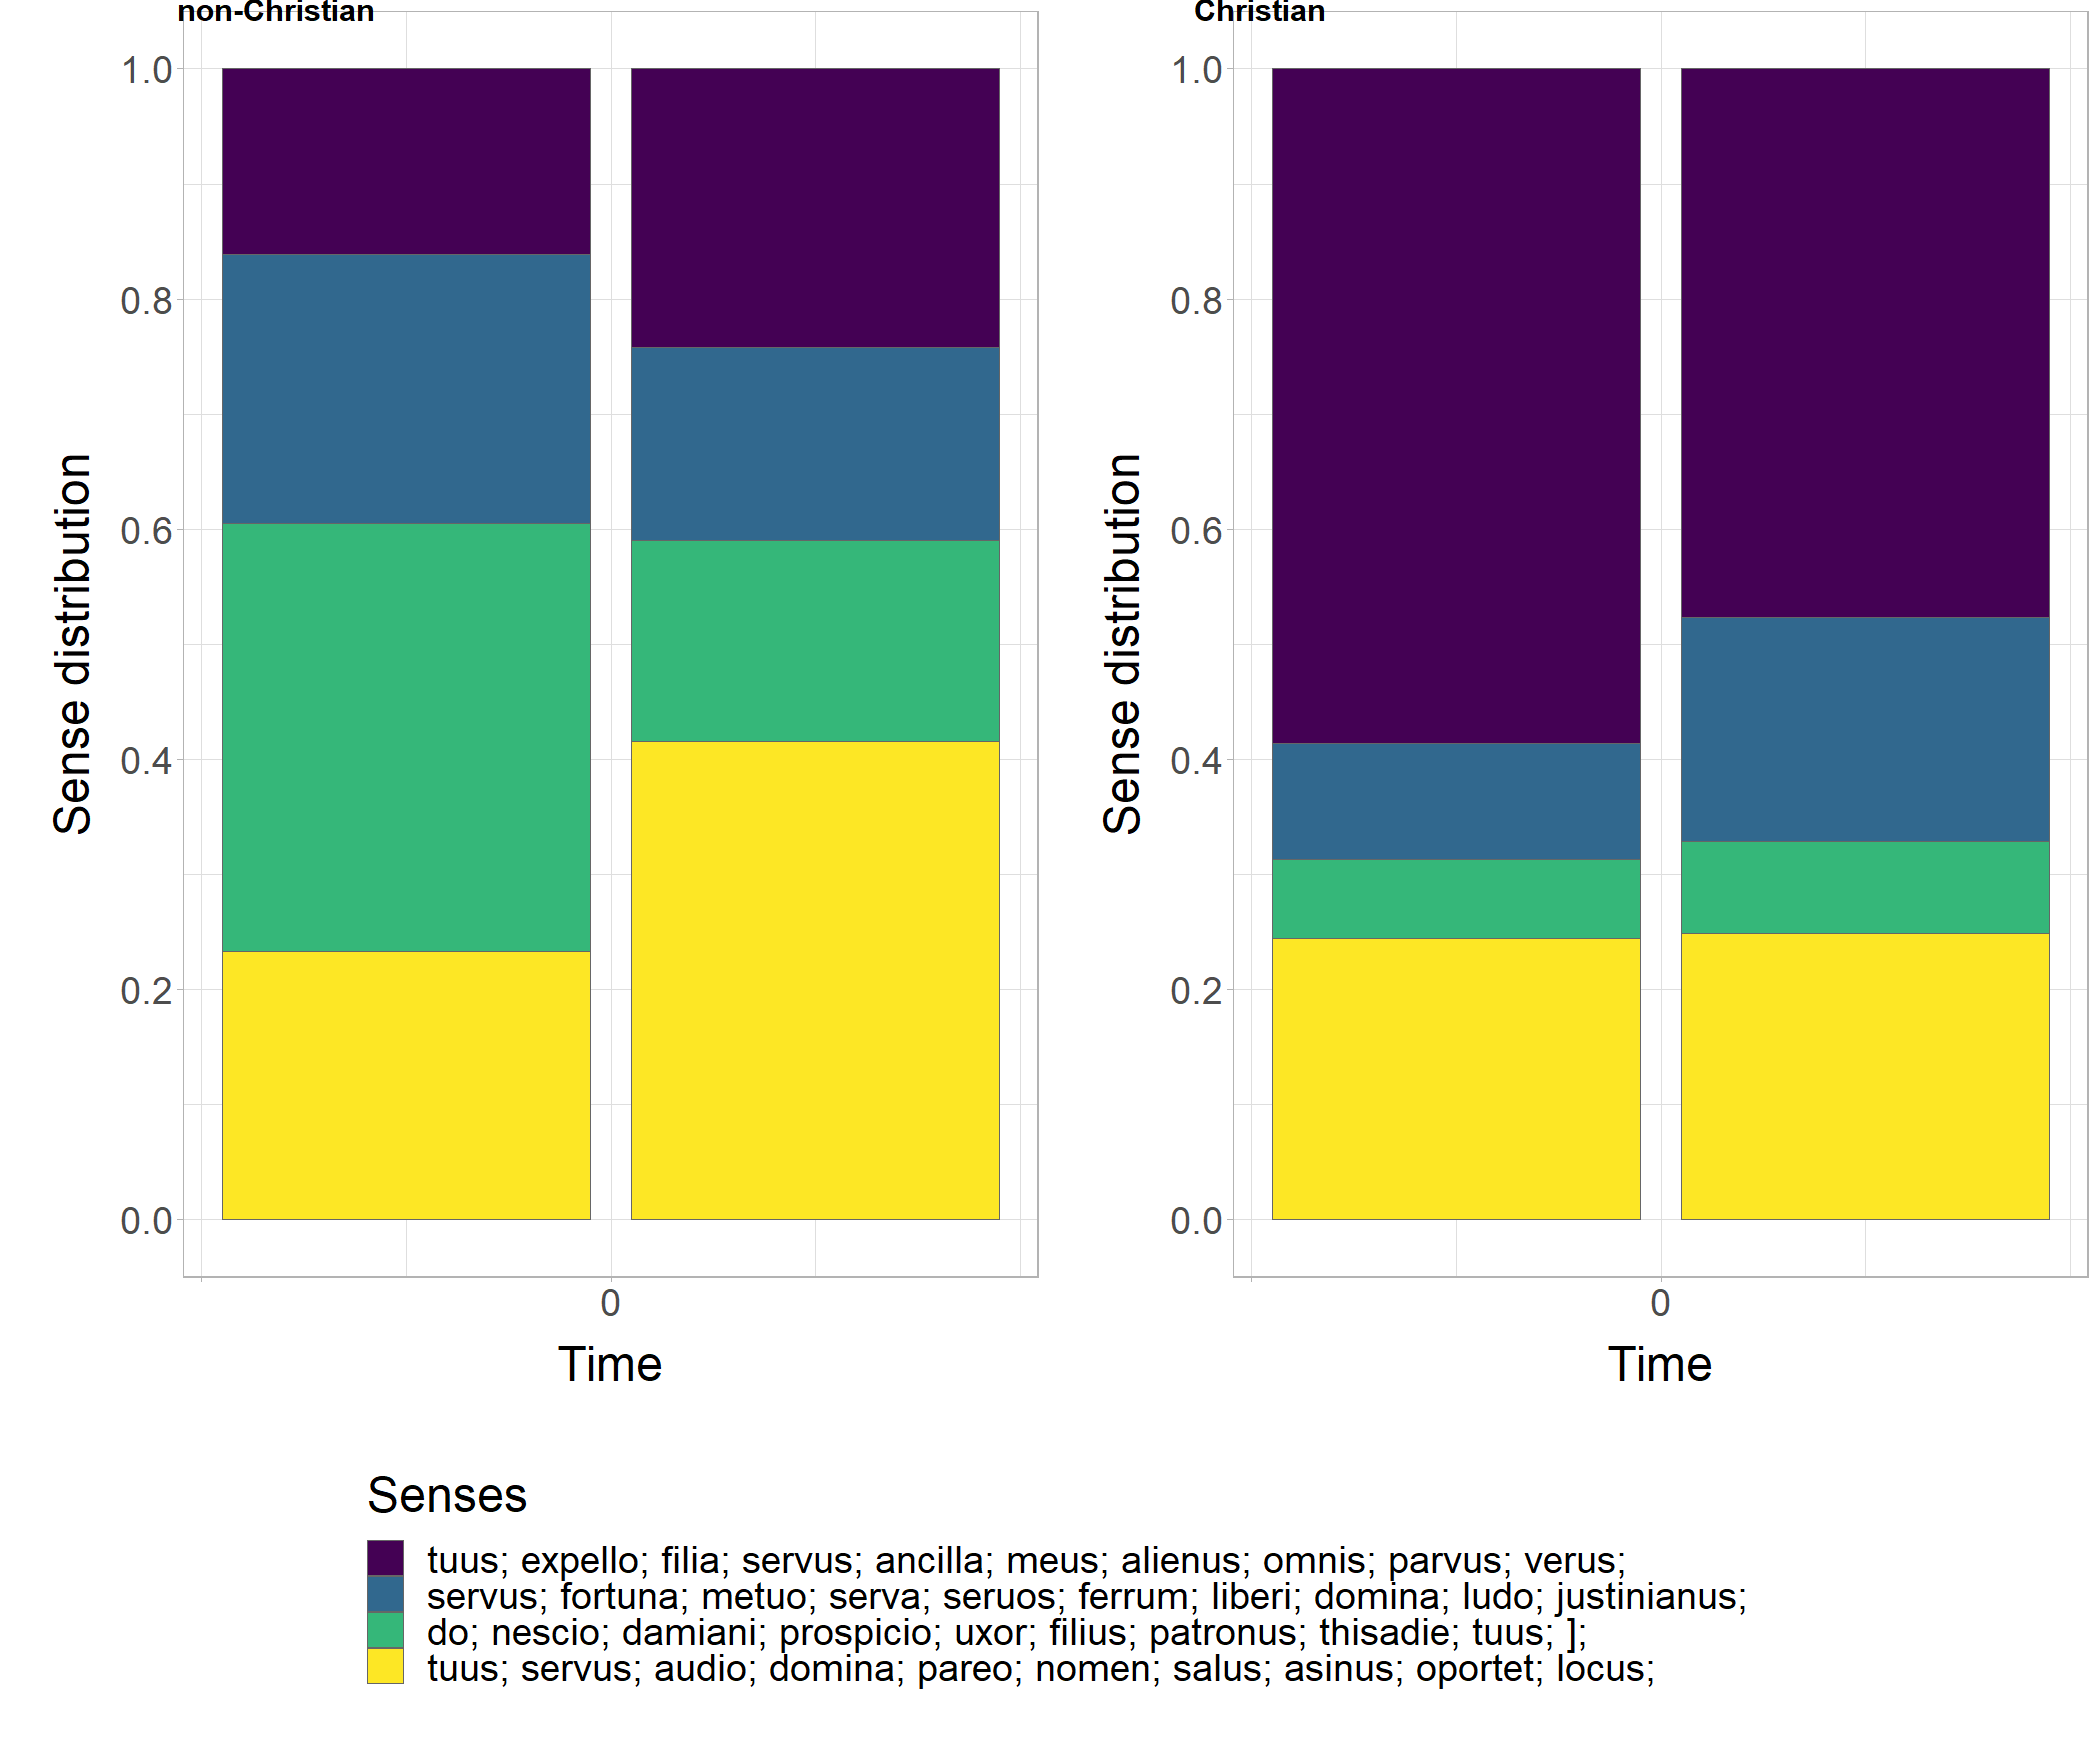 non-Christian
Christian
1.0
0.8
0.6
0.4
0.2
0.0
Sense distribution
0
Time
1.0
0.8
0.6
0.4
0.2
0.0
Sense distribution
0
Time
Senses
tuus; expello; filia; servus; ancilla; meus; alienus; omnis; parvus; verus;
servus; fortuna; metuo; serva; seruos; ferrum; liberi; domina; ludo; justinianus;
do; nescio; damiani; prospicio; uxor; filius; patronus; thisadie; tuus; ];
tuus; servus; audio; domina; pareo; nomen; salus; asinus; oportet; locus;